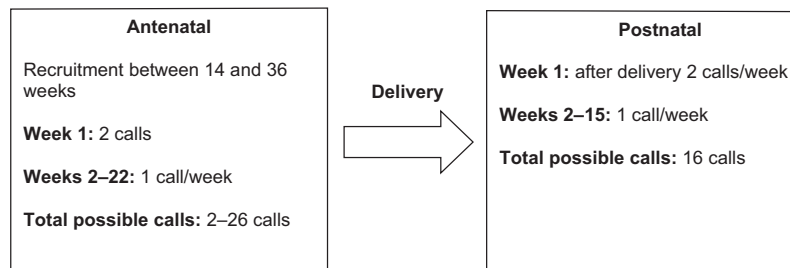 Antenatal
Recruitment between 14 and 36
weeks
Week 1: 2 calls
Weeks 2–22: 1 call/week
Total possible calls: 2–26 calls
Delivery
Postnatal
Week 1: after delivery 2 calls/week
Weeks 2–15: 1 call/week
Total possible calls: 16 calls